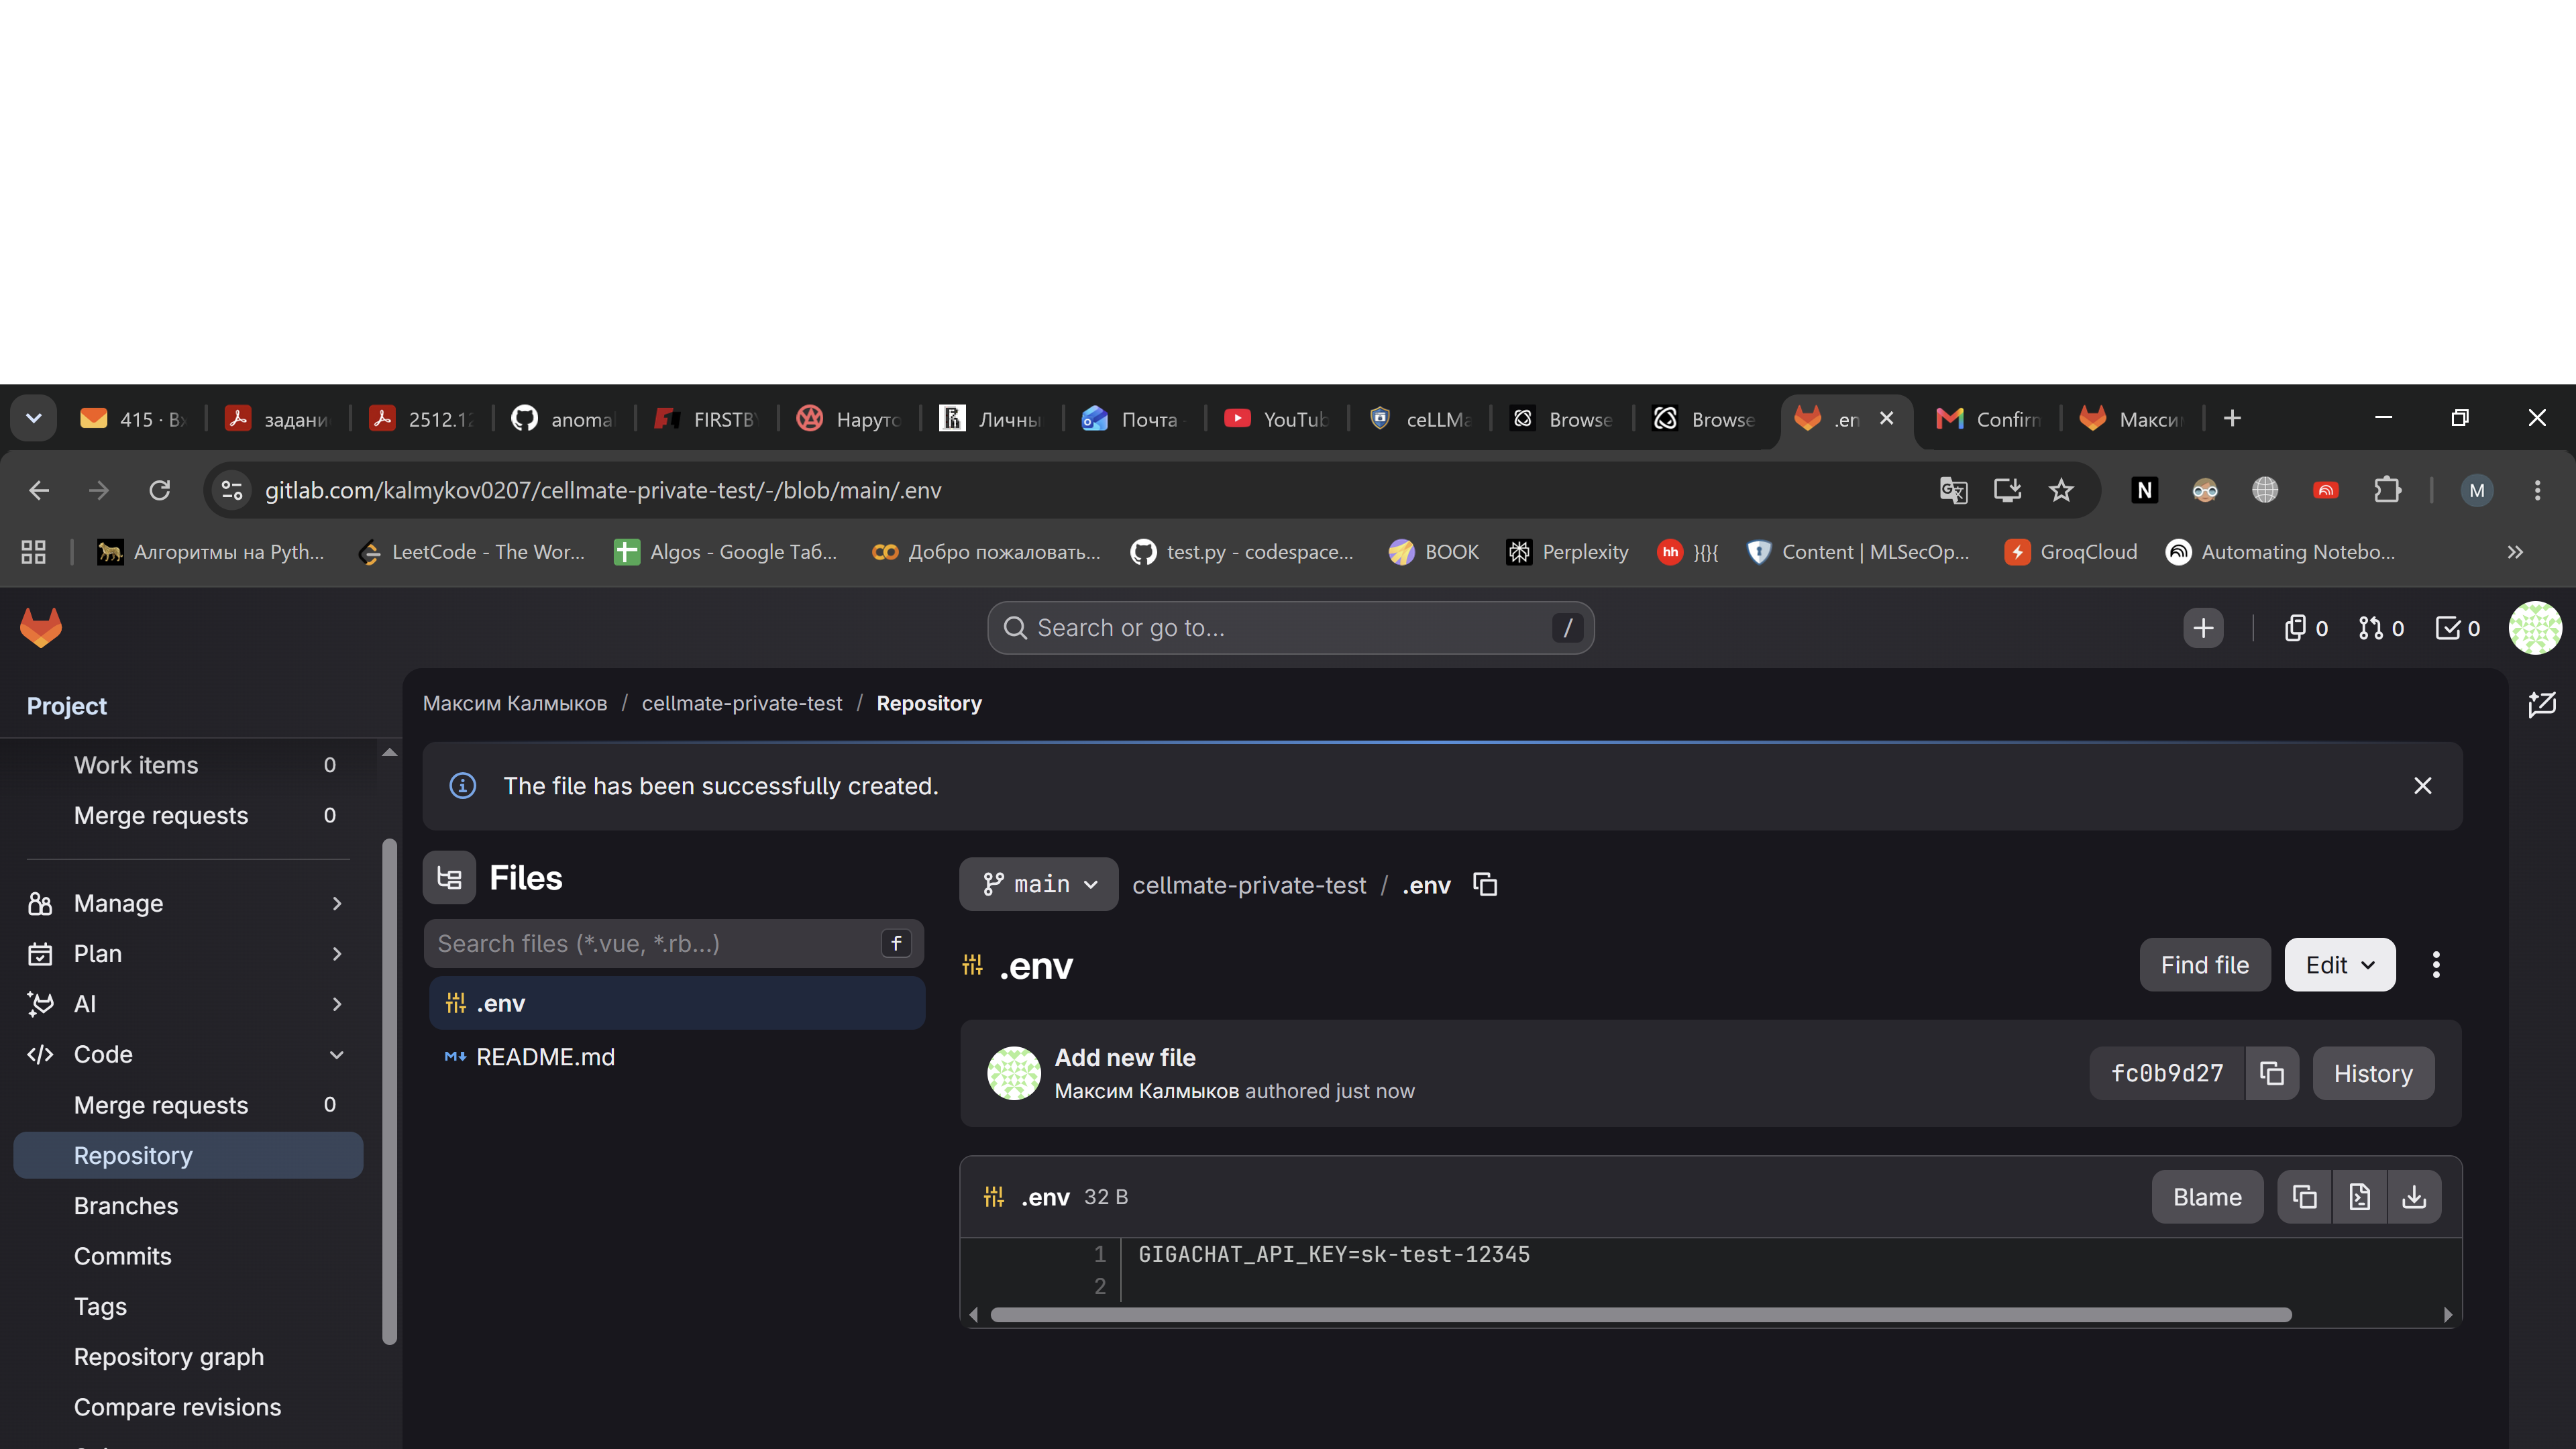 415 · Вх
задани
2512.12
anomal
FIRSTBY
Наруто
Личны
Почта
YouTub
ceLLMa
Browse
Browse
.en
Confirm
Макси
gitlab.com/kalmykov0207/cellmate-private-test/-/blob/main/.env
N
M
Алгоритмы на Pyth...
LeetCode - The Wor...
Algos - Google Таб...
Добро пожаловать...
test.py - codespace...
BOOK
Perplexity
hh
}{}{
Content | MLSecOp...
GroqCloud
Automating Notebo...
Search or go to... /
0
0
0
Project
Максим Калмыков / cellmate-private-test / Repository
Work items 0
Merge requests 0
The file has been successfully created.
Manage
Plan
AI
Code
Merge requests 0
Repository
Branches
Commits
Tags
Repository graph
Compare revisions
Files
Search files (*.vue, *.rb...) f
.env
README.md
main
cellmate-private-test / .env
.env
Find file
Edit
Add new file
Максим Калмыков authored just now
fc0b9d27
History
.env 32 B
Blame
1 GIGACHAT_API_KEY=sk-test-12345
2